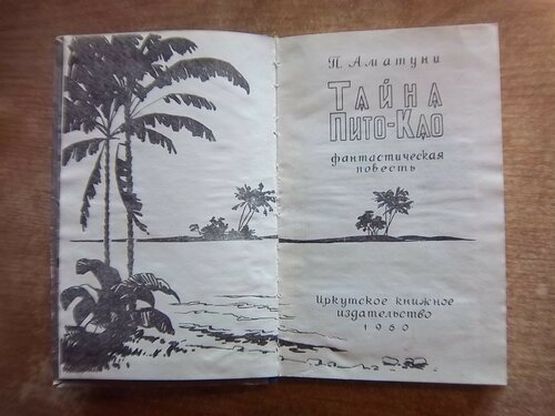 П. Аматуни
ТАЙНА
ПИТО-КАО
фантастическая
повесть
Иркутское книжное
издательство
1960